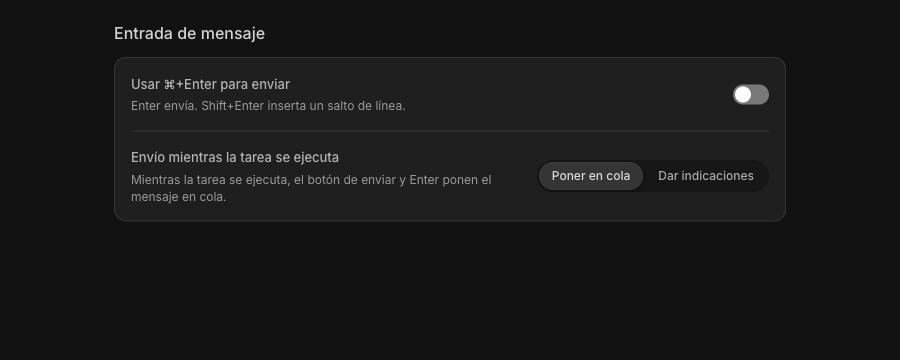 Entrada de mensaje
Usar ⌘+Enter para enviar
Enter envía. Shift+Enter inserta un salto de línea.
Envío mientras la tarea se ejecuta
Mientras la tarea se ejecuta, el botón de enviar y Enter ponen el
mensaje en cola.
Poner en cola
Dar indicaciones